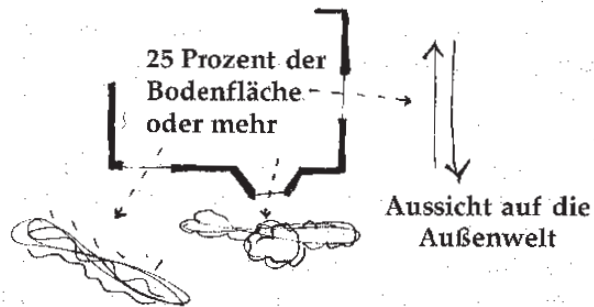 25 Prozent der
Bodenfläche
oder mehr
Aussicht auf die
Außenwelt